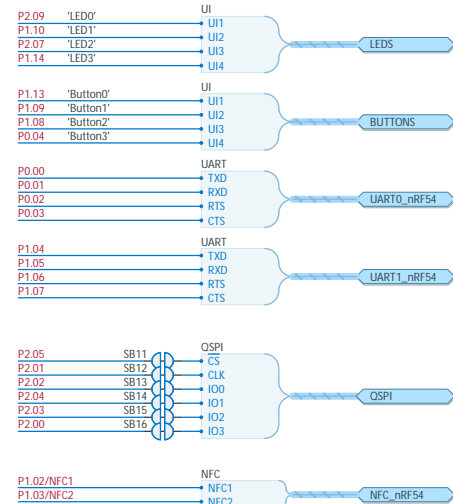 UI
P2.09 'LED0' UI1
P1.10 'LED1' UI2
P2.07 'LED2' UI3
P1.14 'LED3' UI4
LEDS
UI
P1.13 'Button0' UI1
P1.09 'Button1' UI2
P1.08 'Button2' UI3
P0.04 'Button3' UI4
BUTTONS
UART
P0.00 TXD
P0.01 RXD
P0.02 RTS
P0.03 CTS
UART0_nRF54
UART
P1.04 TXD
P1.05 RXD
P1.06 RTS
P1.07 CTS
UART1_nRF54
QSPI
P2.05 SB11 CS
P2.01 SB12 CLK
P2.02 SB13 IO0
P2.04 SB14 IO1
P2.03 SB15 IO2
P2.00 SB16 IO3
QSPI
NFC
P1.02/NFC1 NFC1
P1.03/NFC2 NFC2
NFC_nRF54